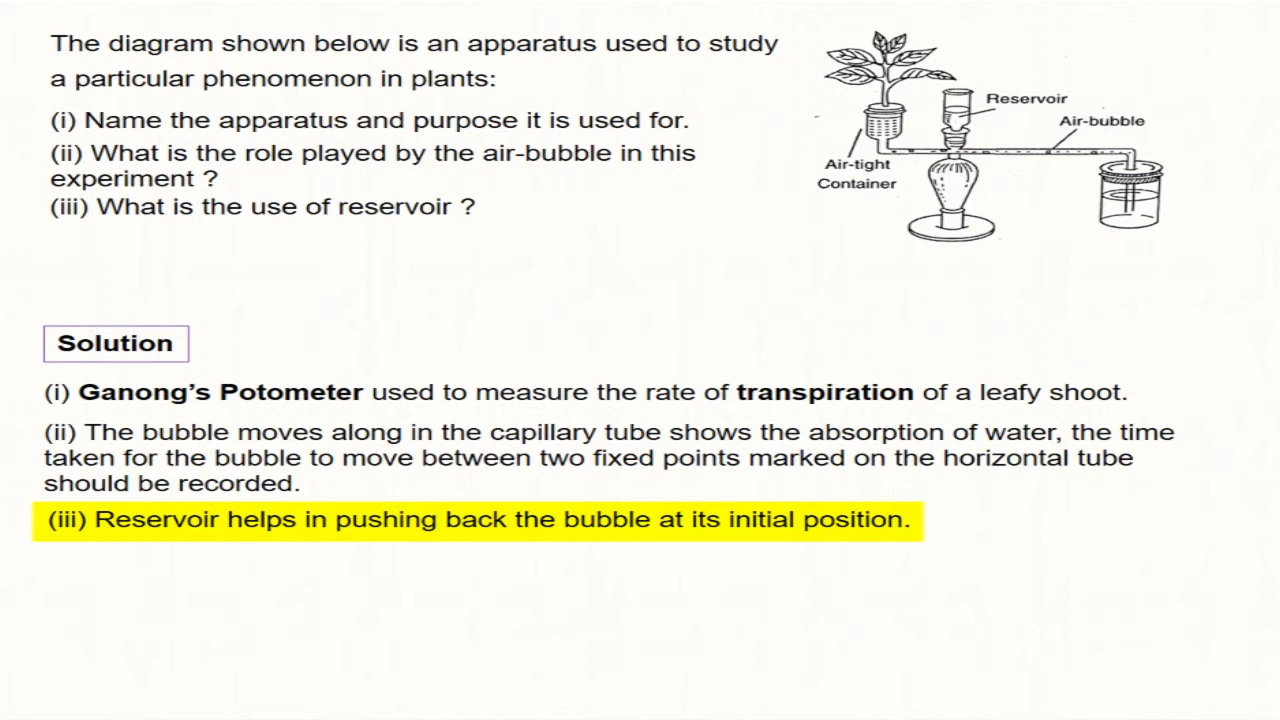 The diagram shown below is an apparatus used to study
a particular phenomenon in plants:
(i) Name the apparatus and purpose it is used for.
(ii) What is the role played by the air-bubble in this
experiment ?
(iii) What is the use of reservoir ?
Reservoir
Air-bubble
Air-tight
Container
Solution
(i) Ganong's Potometer used to measure the rate of transpiration of a leafy shoot.
(ii) The bubble moves along in the capillary tube shows the absorption of water, the time
taken for the bubble to move between two fixed points marked on the horizontal tube
should be recorded.
(iii) Reservoir helps in pushing back the bubble at its initial position.